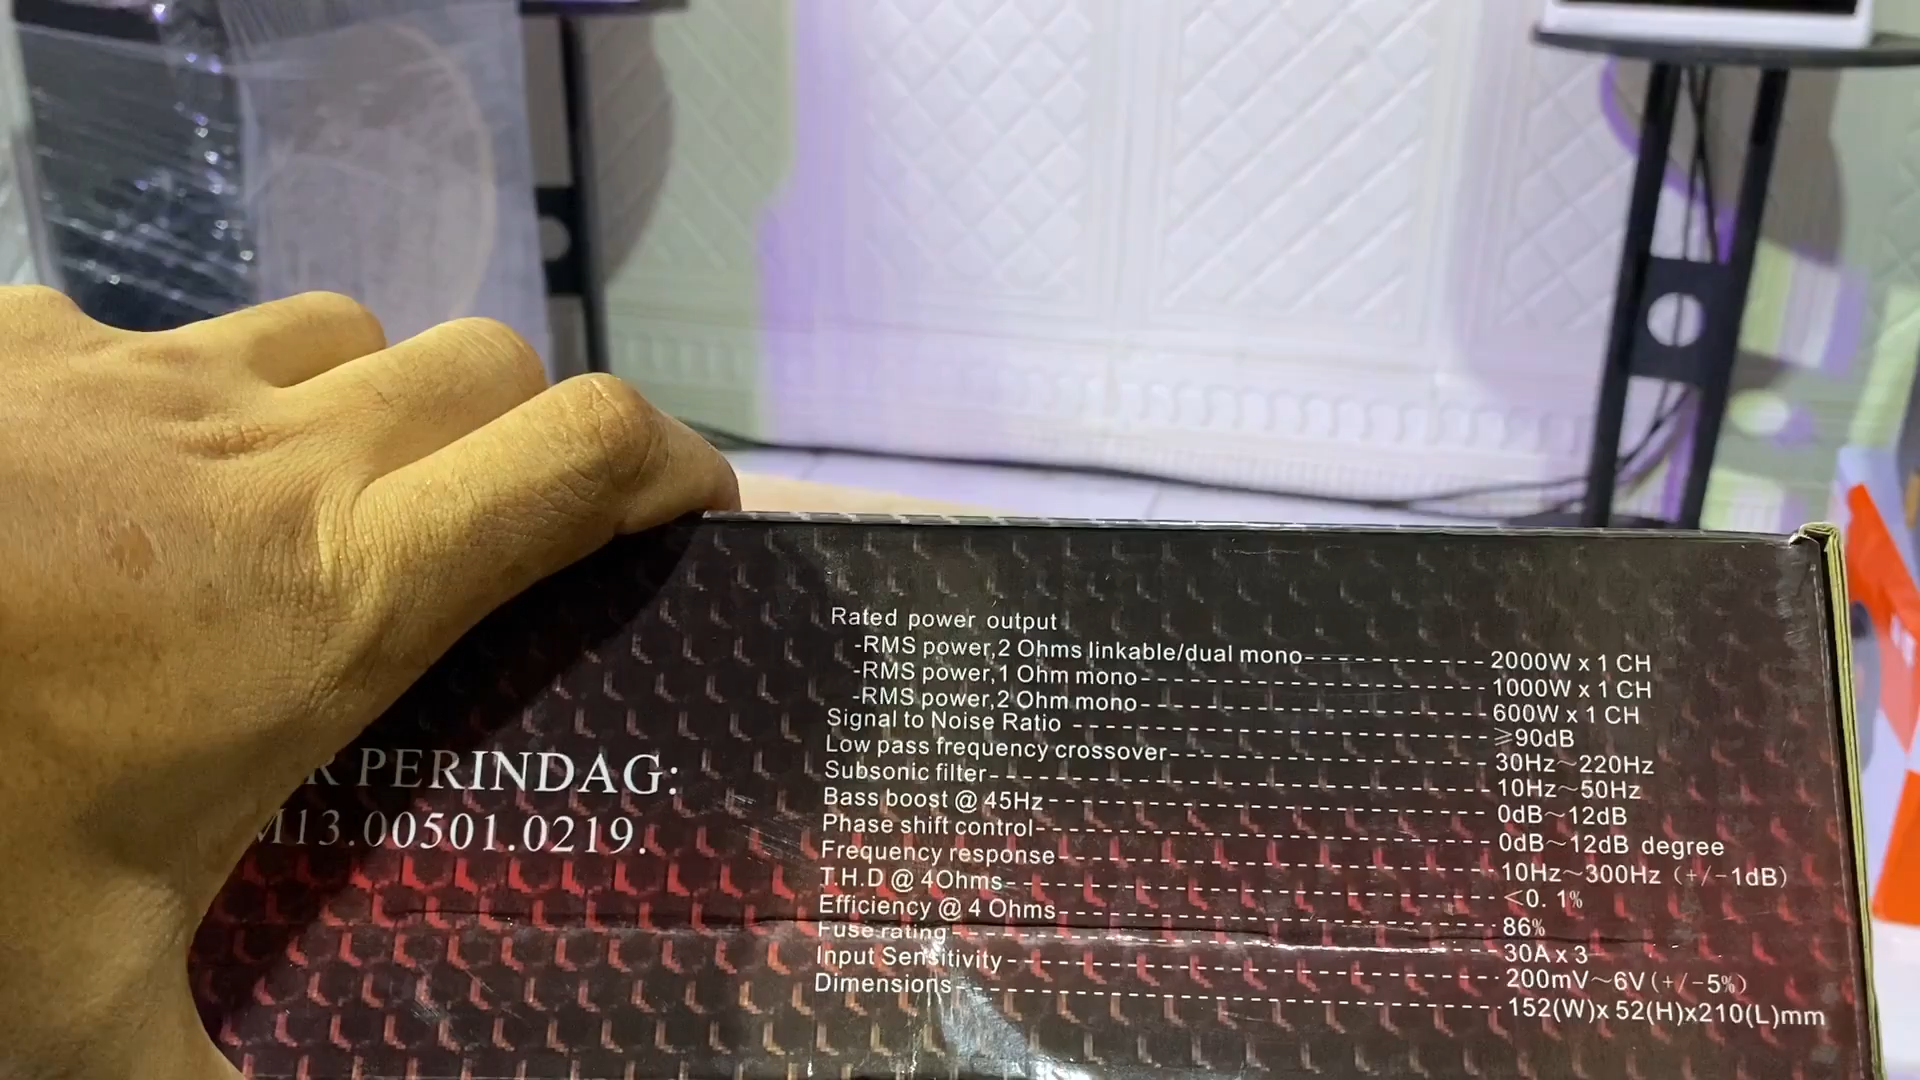 R PERINDAG:
M13.00501.0219.
Rated power output
-RMS power,2 Ohms linkable/dual mono----------- 2000W x 1 CH
-RMS power,1 Ohm mono---------------------------- 1000W x 1 CH
-RMS power,2 Ohm mono---------------------------- 600W x 1 CH
Signal to Noise Ratio ---------------------------------- ≥90dB
Low pass frequency crossover-------------------------- 30Hz~220Hz
Subsonic filter---------------------------------------- 10Hz~50Hz
Bass boost @ 45Hz----------------------------------- 0dB~12dB
Phase shift control------------------------------------ 0dB~12dB degree
Frequency response----------------------------------- 10Hz~300Hz (+/-1dB)
T.H.D @ 4Ohms--------------------------------------- <0.1%
Efficiency @ 4 Ohms---------------------------------- 86%
Fuse rating------------------------------------------- 30A x 3
Input Sensitivity--------------------------------------- 200mV~6V(+/-5%)
Dimensions------------------------------------------- 152(W)x 52(H)x210(L)mm